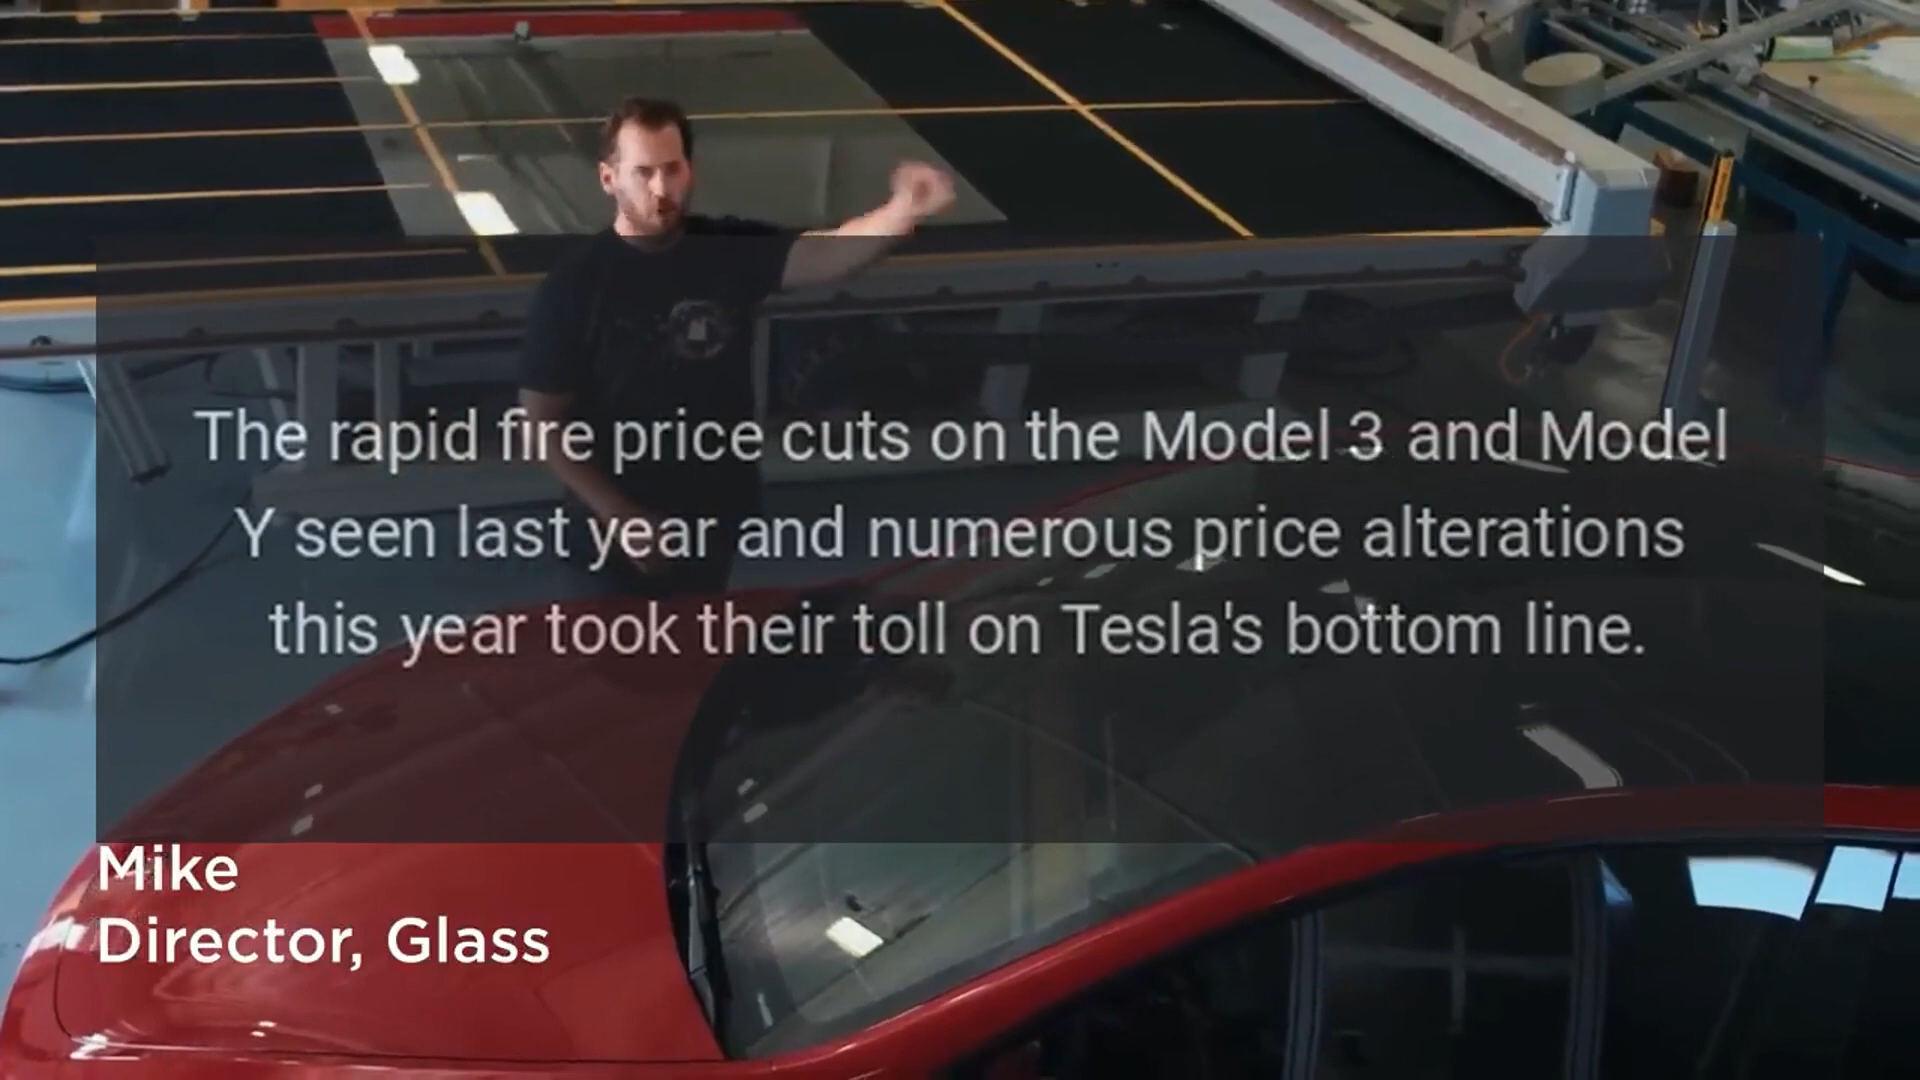 The rapid fire price cuts on the Model 3 and Model
Y seen last year and numerous price alterations
this year took their toll on Tesla's bottom line.
Mike
Director, Glass